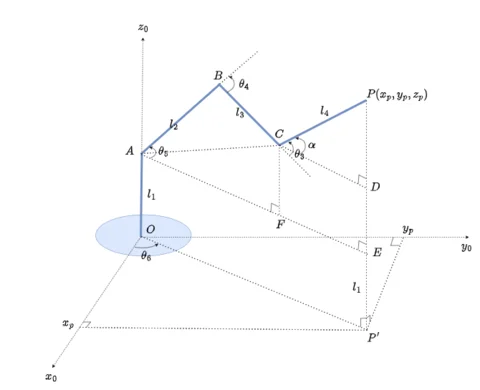 z₀
B
θ₄
P(xₚ, yₚ, zₚ)
l₂
l₃
l₄
C
A
θ₅
θ₃
α
D
l₁
F
O
yₚ
y₀
E
θ₆
l₁
xₚ
P′
x₀